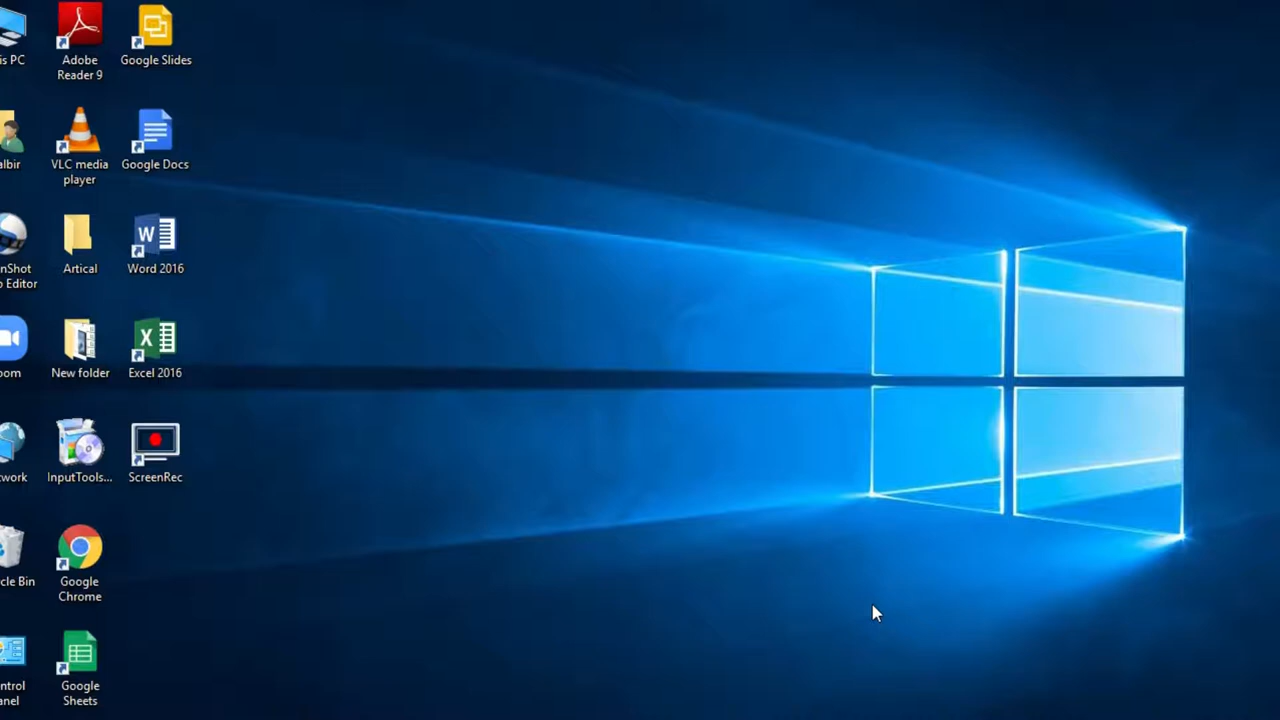 is PC
Adobe
Reader 9
Google Slides
albir
VLC media
player
Google Docs
nShot
o Editor
Artical
W
Word 2016
oom
New folder
X
Excel 2016
twork
InputTools...
ScreenRec
cle Bin
Google
Chrome
ntrol
anel
Google
Sheets